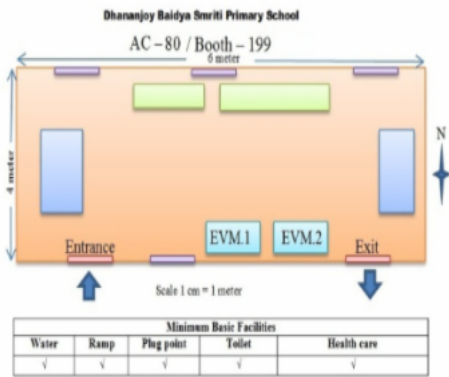 Dhananjoy Baidya Smriti Primary School
AC – 80 / Booth – 199
6 meter
4 meter
N
EVM.1 EVM.2
Entrance Exit
Scale 1 cm = 1 meter
Minimum Basic Facilities
Water Ramp Plug point Toilet Health care
√ √ √ √ √